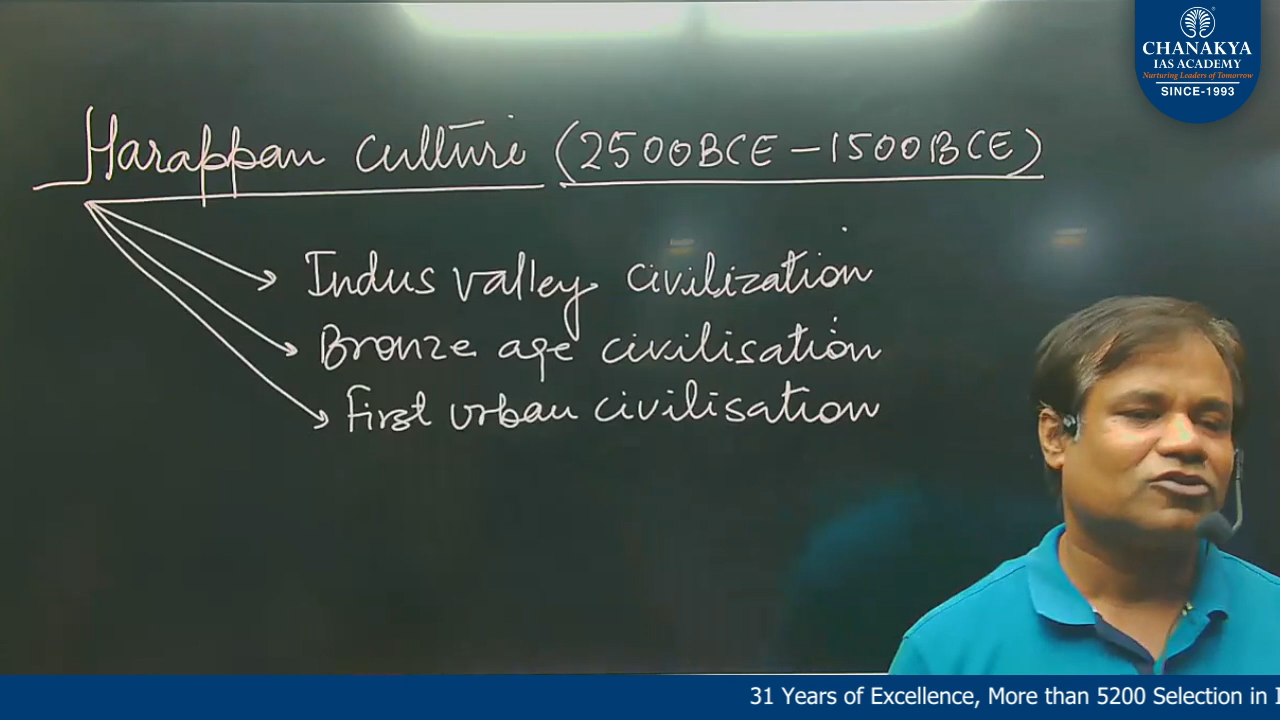 CHANAKYA
IAS ACADEMY
Nurturing Leaders of Tomorrow
SINCE-1993
Harappan culture (2500BCE - 1500BCE)
Indus valley civilization
Bronze age civilisation
First urban civilisation
31 Years of Excellence, More than 5200 Selection in